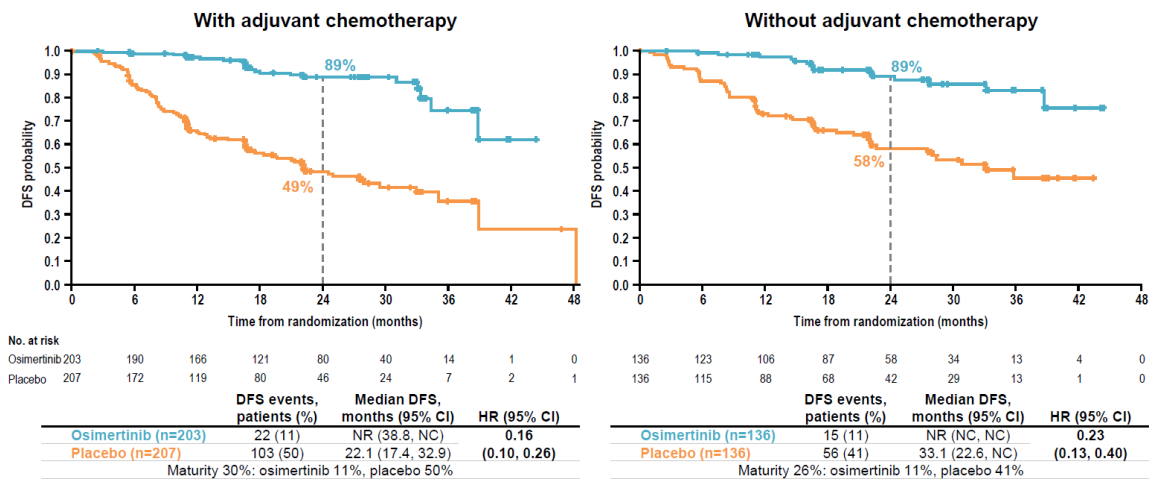 With adjuvant chemotherapy
DFS probability
1.0
0.9
0.8
0.7
0.6
0.5
0.4
0.3
0.2
0.1
0.0
89%
49%
0 6 12 18 24 30 36 42 48
Time from randomization (months)
Without adjuvant chemotherapy
DFS probability
1.0
0.9
0.8
0.7
0.6
0.5
0.4
0.3
0.2
0.1
0.0
89%
58%
0 6 12 18 24 30 36 42 48
Time from randomization (months)
No. at risk
Osimertinib 203 190 166 121 80 40 14 1 0 136 123 106 87 58 34 13 4 0
Placebo 207 172 119 80 46 24 7 2 1 136 115 88 68 42 29 13 1 0
DFS events, patients (%) Median DFS, months (95% CI) HR (95% CI)
Osimertinib (n=203) 22 (11) NR (38.8, NC) 0.16
Placebo (n=207) 103 (50) 22.1 (17.4, 32.9) (0.10, 0.26)
Maturity 30%: osimertinib 11%, placebo 50%
DFS events, patients (%) Median DFS, months (95% CI) HR (95% CI)
Osimertinib (n=136) 15 (11) NR (NC, NC) 0.23
Placebo (n=136) 56 (41) 33.1 (22.6, NC) (0.13, 0.40)
Maturity 26%: osimertinib 11%, placebo 41%